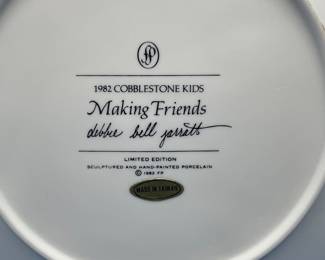 FP
1982 COBBLESTONE KIDS
Making Friends
debbie bell jarratt
LIMITED EDITION
SCULPTURED AND HAND-PAINTED PORCELAIN
© 1982 FP
MADE IN TAIWAN